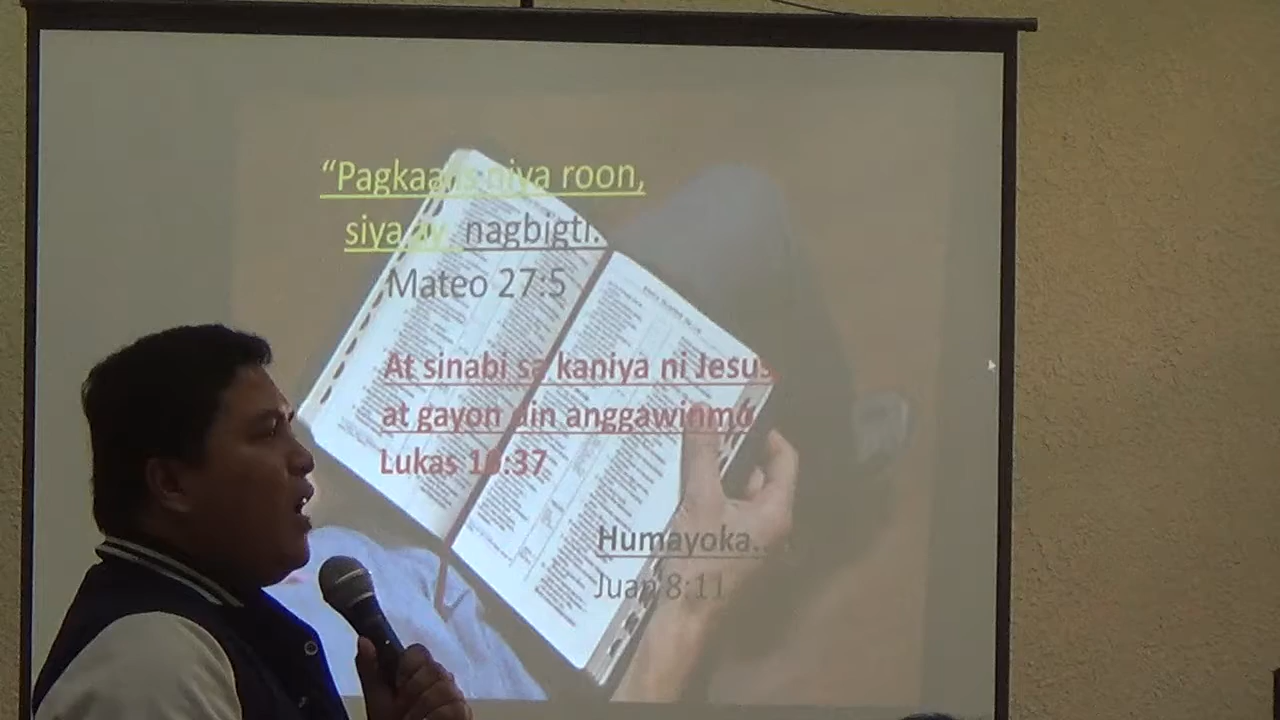 “Pagkaalis niya roon,
siya ay nagbigti.
Mateo 27:5
At sinabi sa kaniya ni Jesus
at gayon din anggawinmo
Lukas 10:37
Humayoka..
Juan 8:11